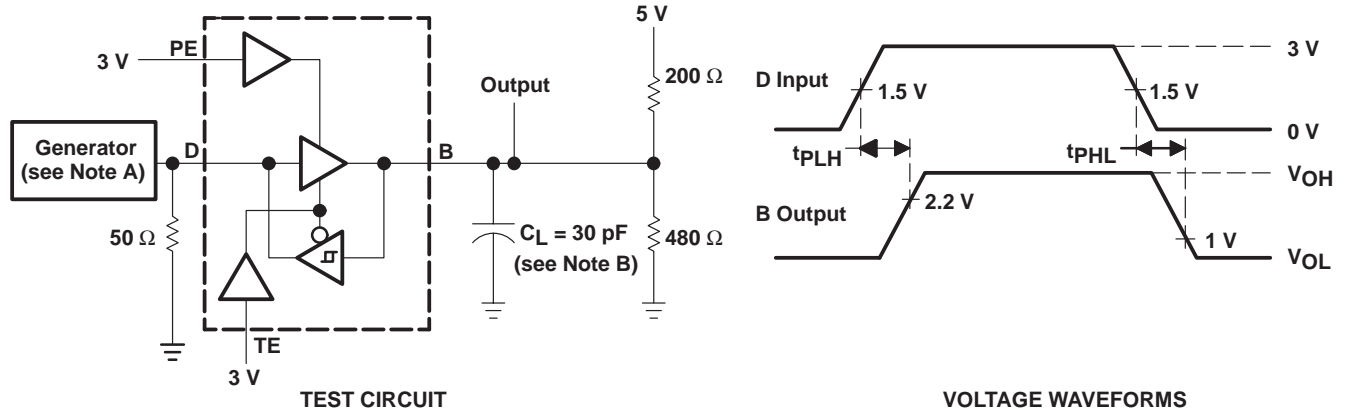 5 V
PE
3 V
200 Ω
Output
Generator
(see Note A)
D
B
50 Ω
CL = 30 pF
(see Note B)
480 Ω
TE
3 V
TEST CIRCUIT
3 V
D Input
1.5 V
1.5 V
0 V
tPLH
tPHL
VOH
B Output
2.2 V
1 V
VOL
VOLTAGE WAVEFORMS